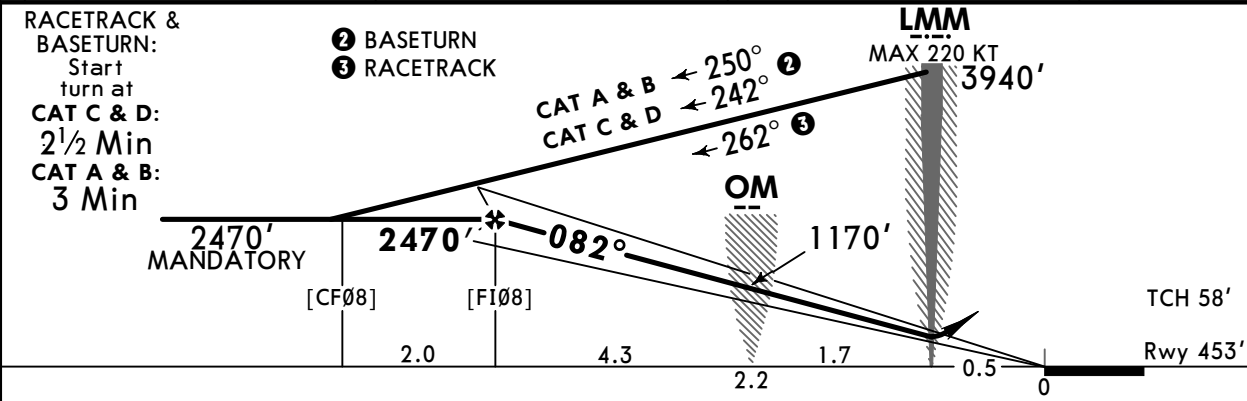 RACETRACK &
BASETURN:
Start
turn at
CAT C & D:
2½ Min
CAT A & B:
3 Min
❷ BASETURN
❸ RACETRACK
LMM
MAX 220 KT
3940'
CAT A & B ← 250° ❷
CAT C & D ← 242°
← 262° ❸
OM
2470'
MANDATORY
2470'
082°
1170'
[CFØ8]
[FIØ8]
TCH 58'
Rwy 453'
2.0
4.3
1.7
0.5
2.2
0